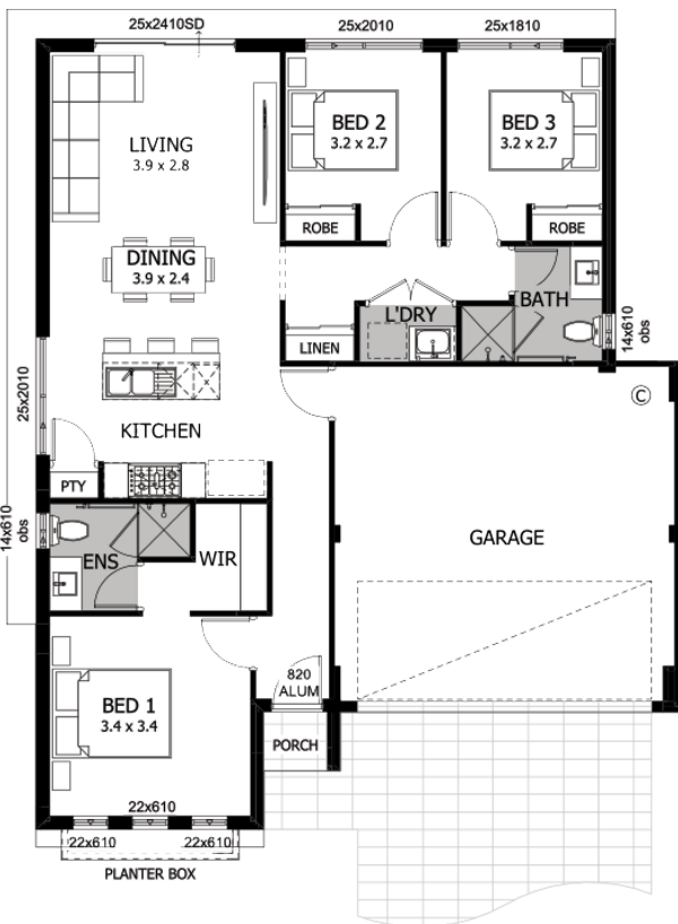 25x2410SD
25x2010
25x1810
LIVING
3.9 x 2.8
BED 2
3.2 x 2.7
BED 3
3.2 x 2.7
ROBE
ROBE
DINING
3.9 x 2.4
BATH
L'DRY
LINEN
14x610
obs
25x2010
KITCHEN
PTY
C
GARAGE
14x610
obs
ENS
WIR
820
ALUM
BED 1
3.4 x 3.4
PORCH
22x610
22x610
22x610
PLANTER BOX